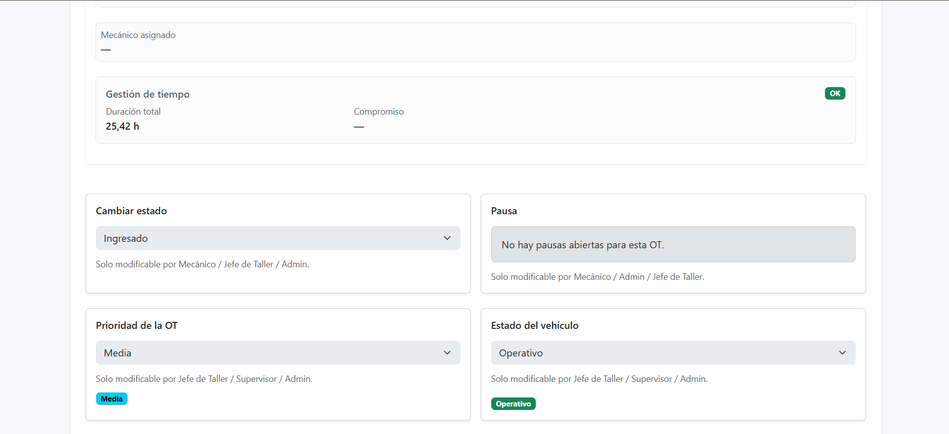 Mecánico asignado
—
Gestión de tiempo
OK
Duración total
Compromiso
25,42 h
—
Cambiar estado
Ingresado
Solo modificable por Mecánico / Jefe de Taller / Admin.
Pausa
No hay pausas abiertas para esta OT.
Solo modificable por Mecánico / Admin / Jefe de Taller.
Prioridad de la OT
Media
Solo modificable por Jefe de Taller / Supervisor / Admin.
Media
Estado del vehículo
Operativo
Solo modificable por Jefe de Taller / Supervisor / Admin.
Operativo